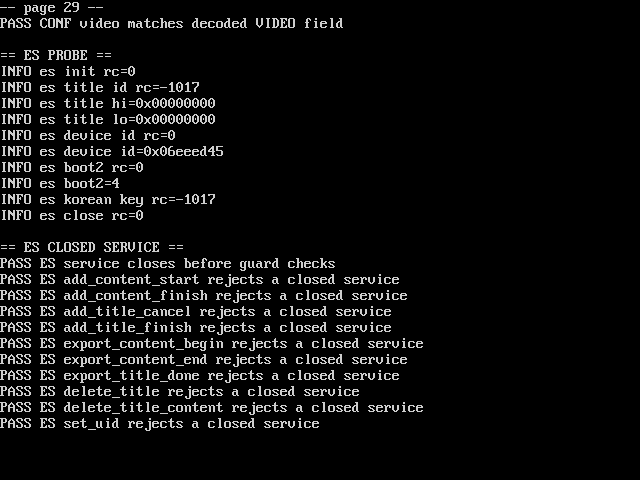 -- page 29 --
PASS CONF video matches decoded VIDEO field
== ES PROBE ==
INFO es init rc=0
INFO es title id rc=-1017
INFO es title hi=0x00000000
INFO es title lo=0x00000000
INFO es device id rc=0
INFO es device id=0x06eeed45
INFO es boot2 rc=0
INFO es boot2=4
INFO es korean key rc=-1017
INFO es close rc=0
== ES CLOSED SERVICE ==
PASS ES service closes before guard checks
PASS ES add_content_start rejects a closed service
PASS ES add_content_finish rejects a closed service
PASS ES add_title_cancel rejects a closed service
PASS ES add_title_finish rejects a closed service
PASS ES export_content_begin rejects a closed service
PASS ES export_content_end rejects a closed service
PASS ES export_title_done rejects a closed service
PASS ES delete_title rejects a closed service
PASS ES delete_title_content rejects a closed service
PASS ES set_uid rejects a closed service